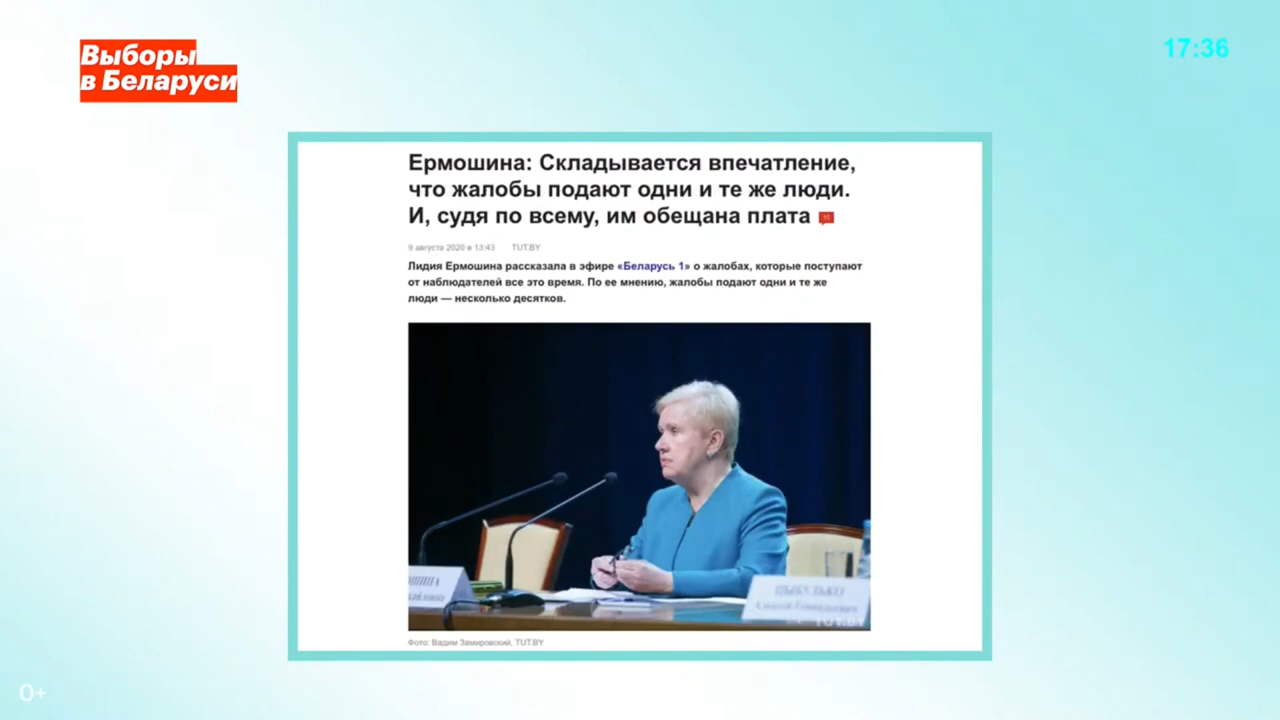 Выборы
в Беларуси
17:36
Ермошина: Складывается впечатление,
что жалобы подают одни и те же люди.
И, судя по всему, им обещана плата
9 августа 2020 в 13:43 TUT.BY
Лидия Ермошина рассказала в эфире «Беларусь 1» о жалобах, которые поступают
от наблюдателей все это время. По ее мнению, жалобы подают одни и те же
люди — несколько десятков.
ЦЫКУНЬКО
TUT.BY
Фото: Вадим Замировский, TUT.BY
0+